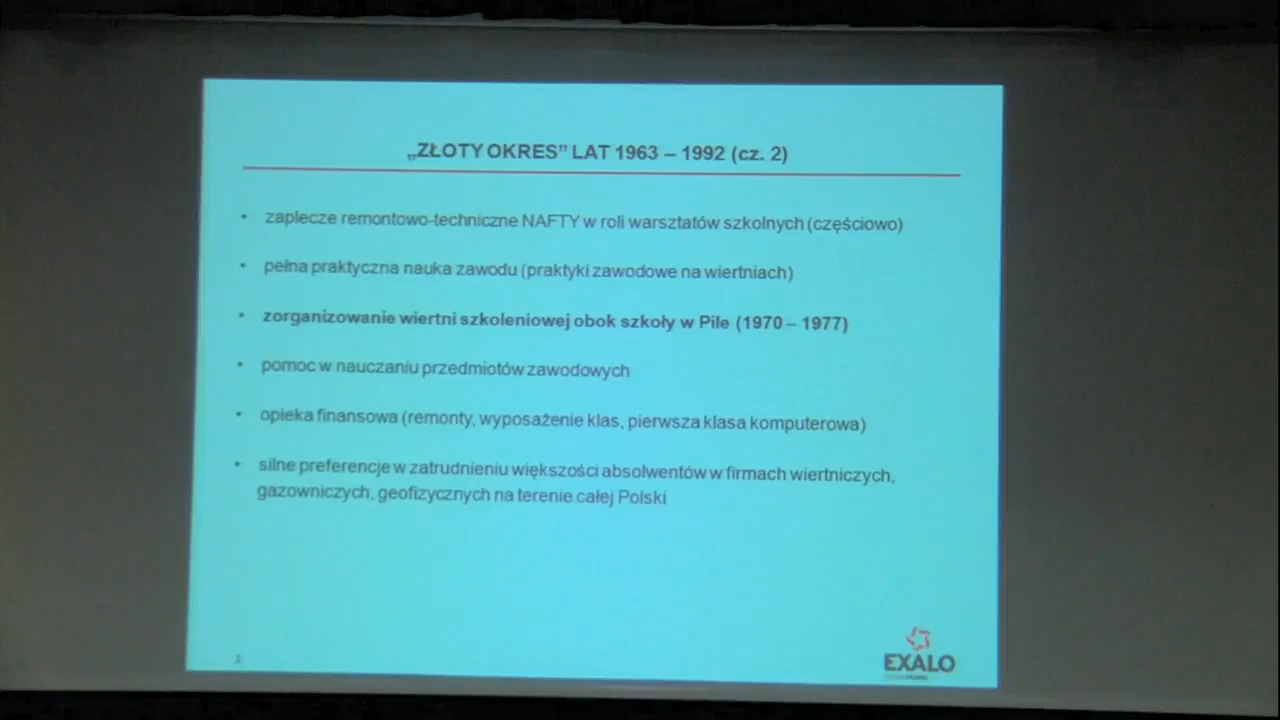 „ZŁOTY OKRES” LAT 1963 – 1992 (cz. 2)
• zaplecze remontowo-techniczne NAFTY w roli warsztatów szkolnych (częściowo)
• pełna praktyczna nauka zawodu (praktyki zawodowe na wiertniach)
• zorganizowanie wiertni szkoleniowej obok szkoły w Pile (1970 – 1977)
• pomoc w nauczaniu przedmiotów zawodowych
• opieka finansowa (remonty, wyposażenie klas, pierwsza klasa komputerowa)
• silne preferencje w zatrudnieniu większości absolwentów w firmach wiertniczych,
gazowniczych, geofizycznych na terenie całej Polski
EXALO